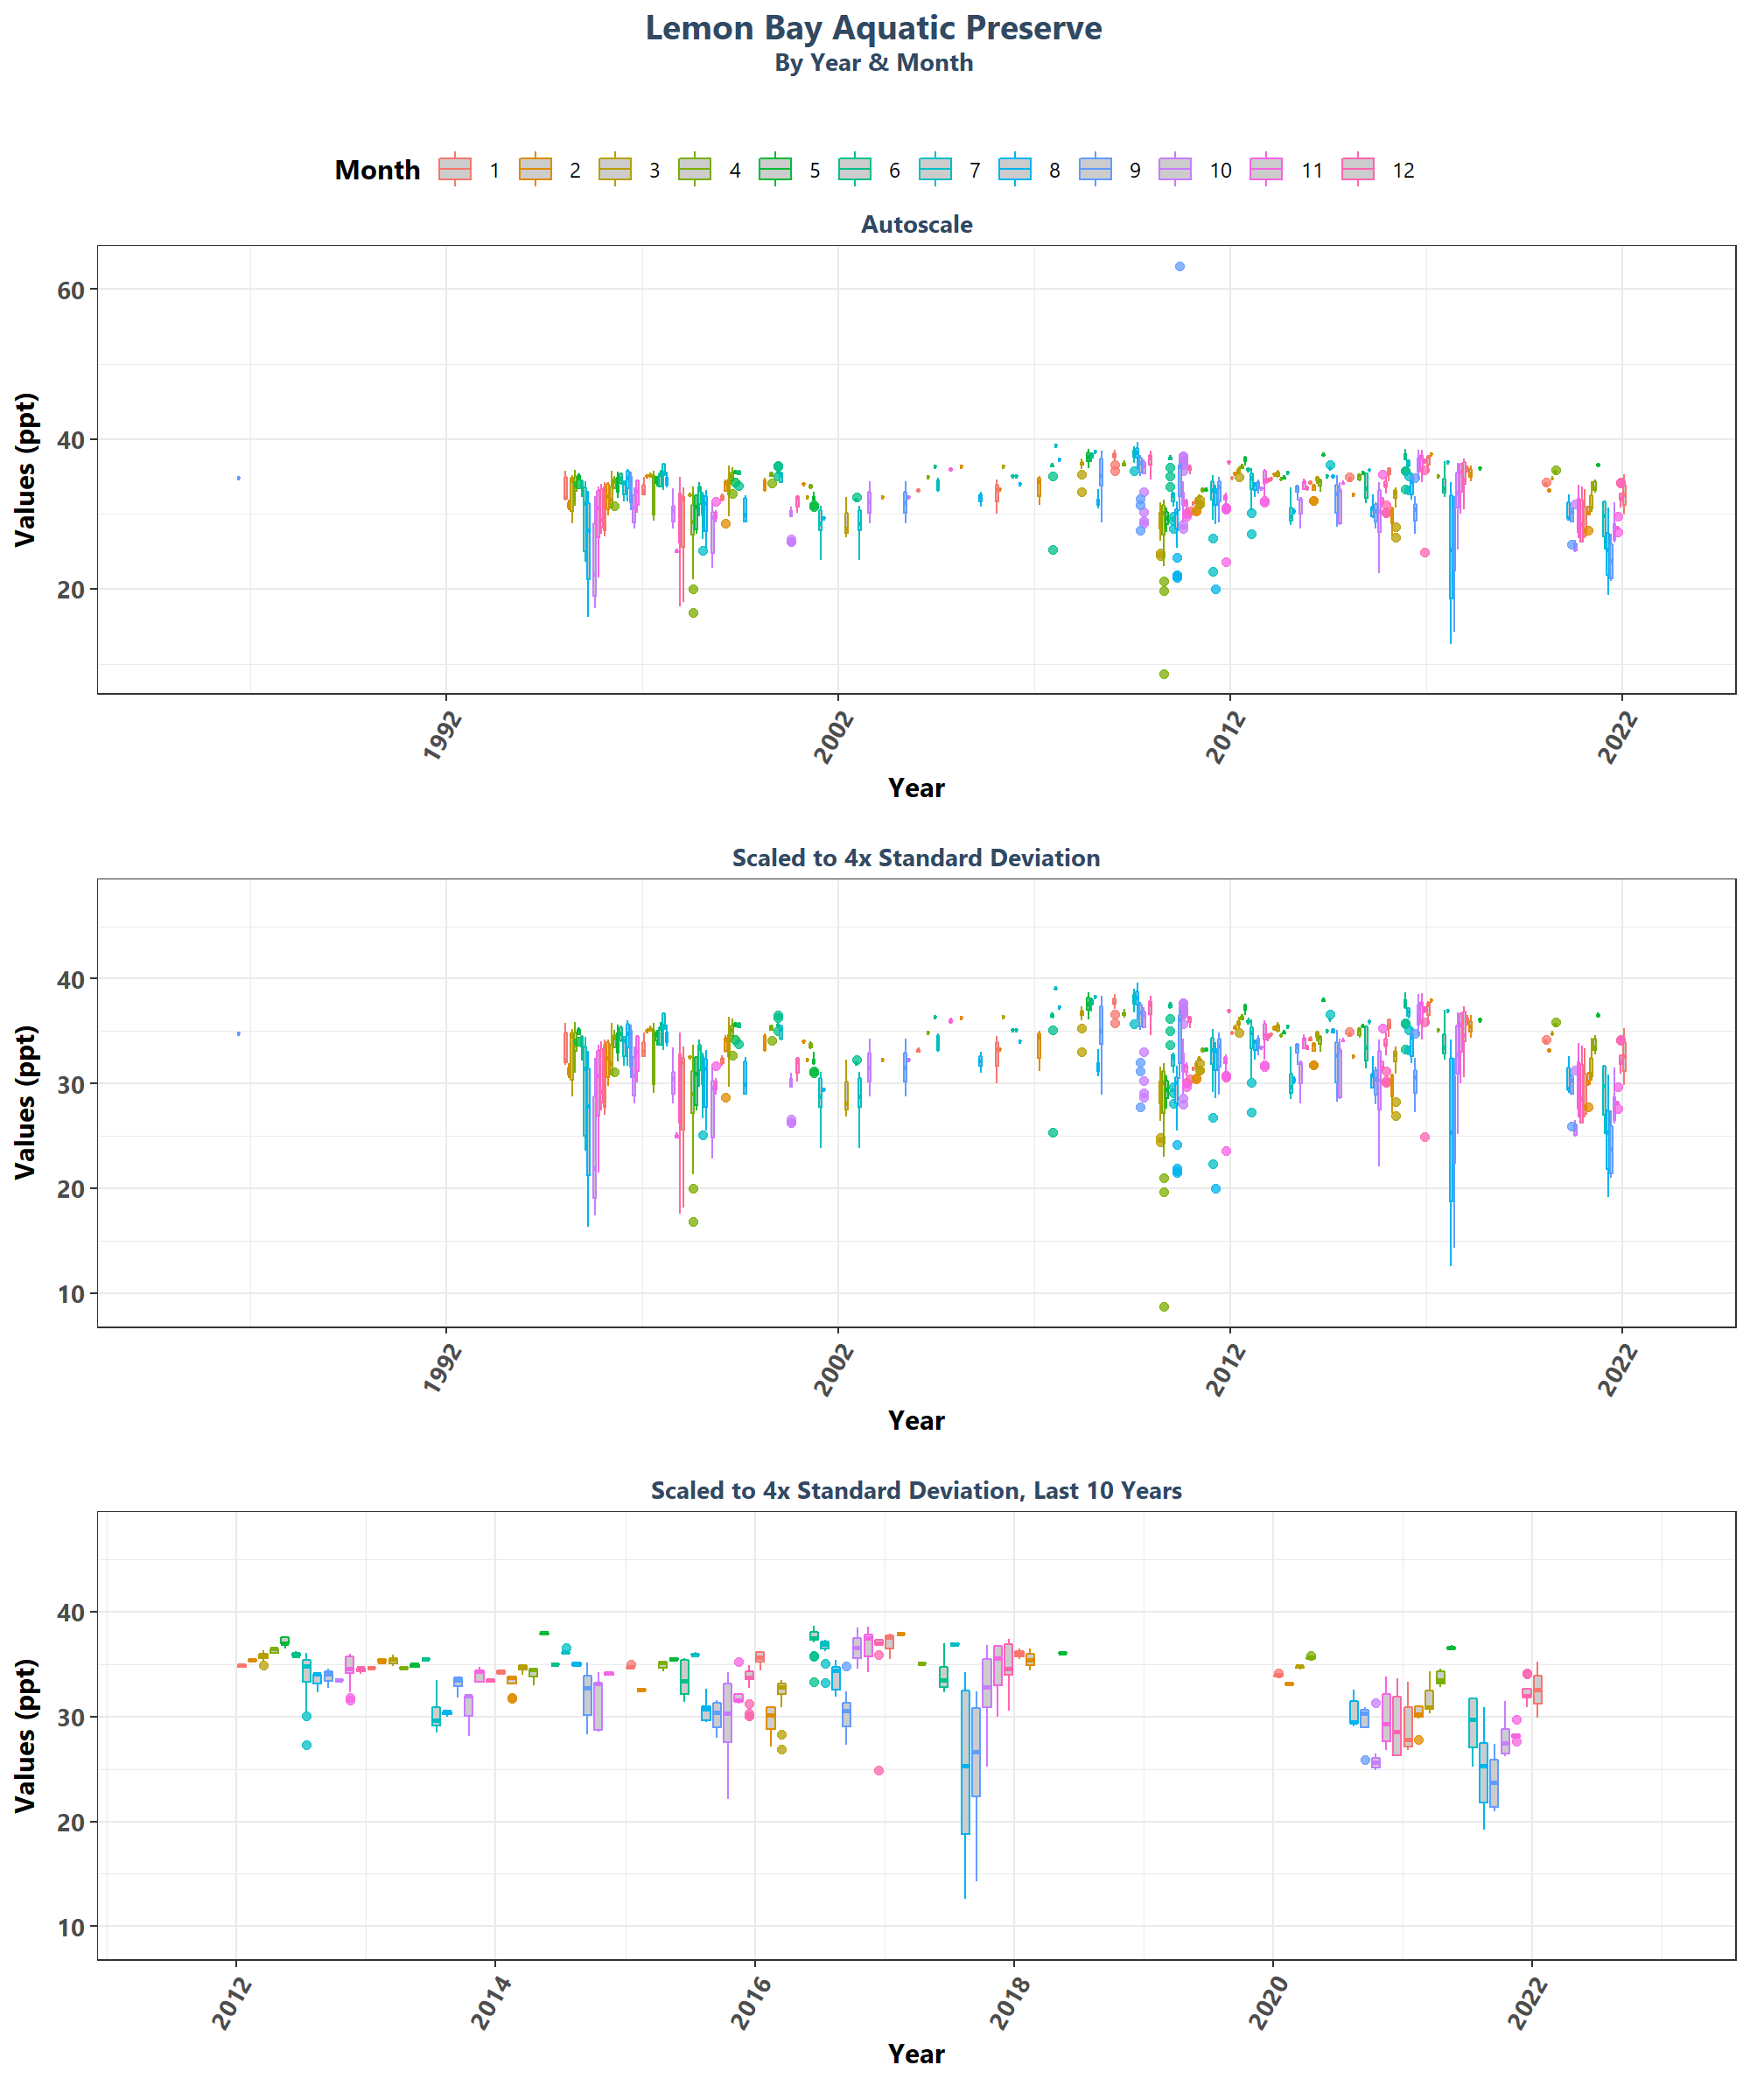 Lemon Bay Aquatic Preserve
By Year & Month
Month 1 2 3 4 5 6 7 8 9 10 11 12
Autoscale
Values (ppt)
60
40
20
1992 2002 2012 2022
Year
Scaled to 4x Standard Deviation
Values (ppt)
40
30
20
10
1992 2002 2012 2022
Year
Scaled to 4x Standard Deviation, Last 10 Years
Values (ppt)
40
30
20
10
2012 2014 2016 2018 2020 2022
Year